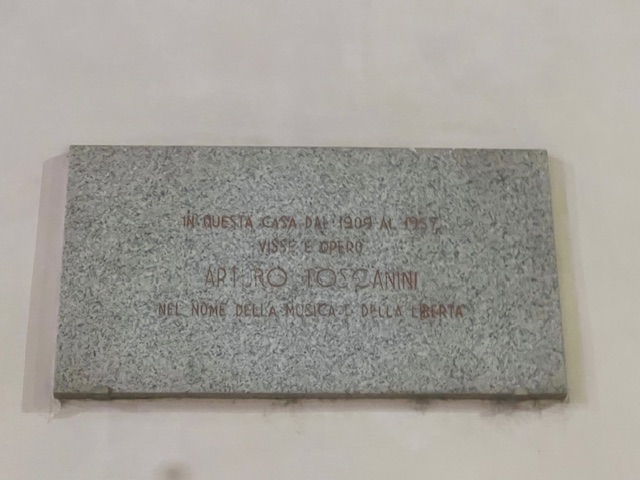 IN QUESTA CASA DAL 1909 AL 1957
VISSE E OPERÒ
ARTURO TOSCANINI
NEL NOME DELLA MUSICA E DELLA LIBERTÀ